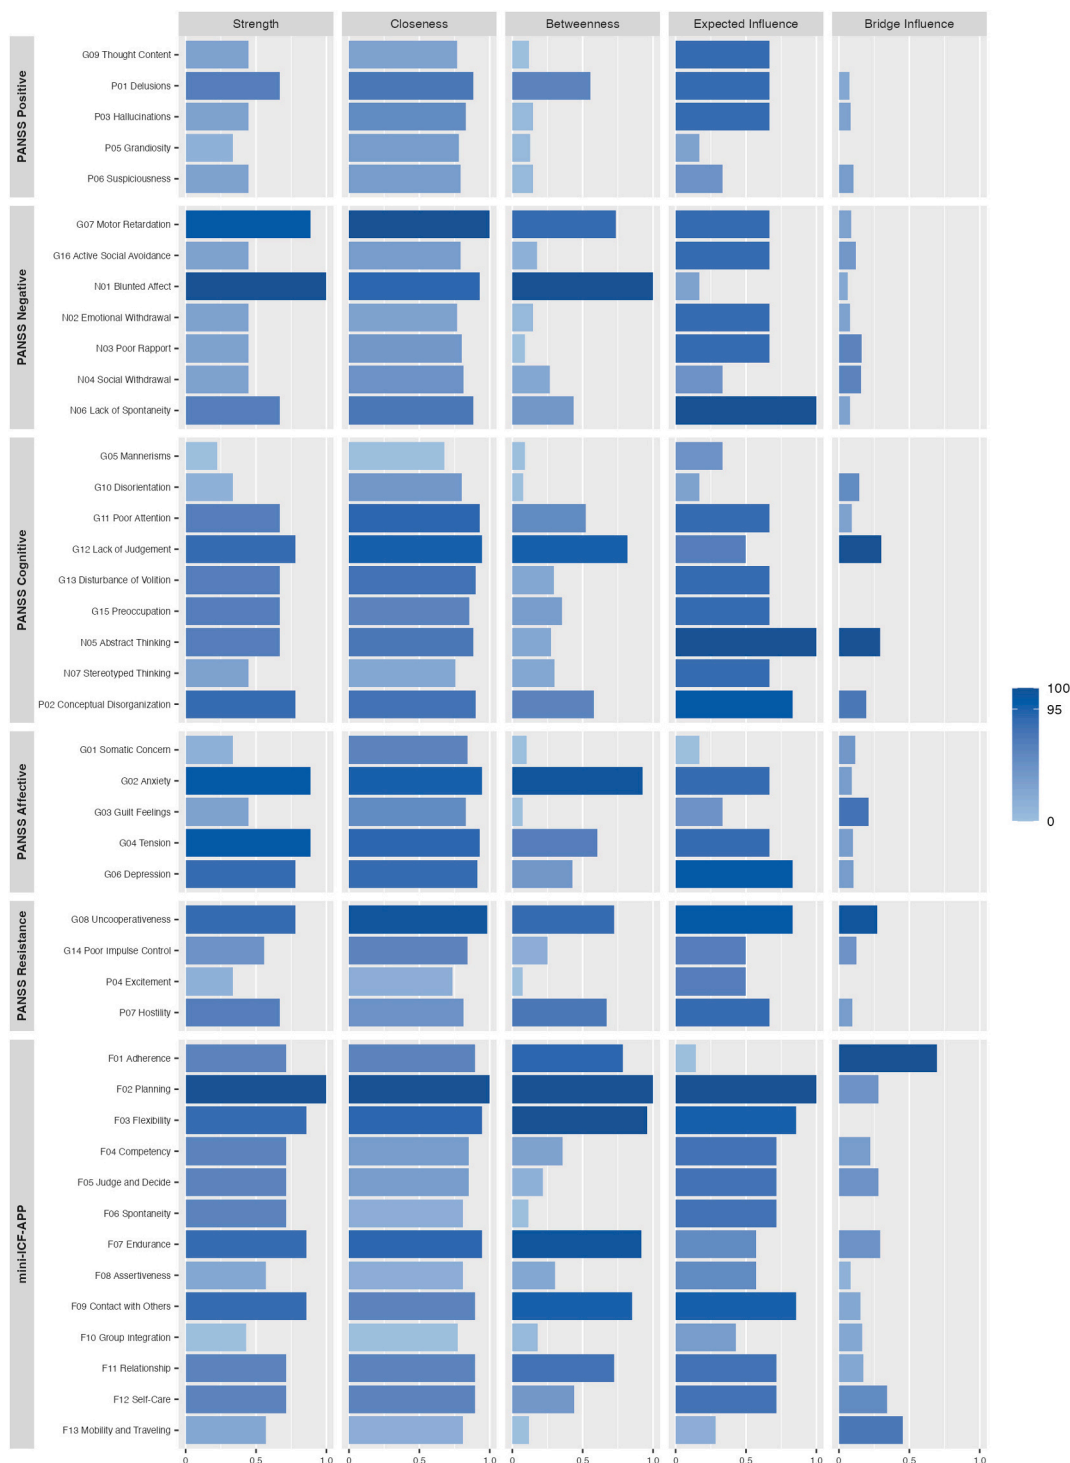 Strength Closeness Betweenness Expected Influence Bridge Influence
PANSS Positive
G09 Thought Content
P01 Delusions
P03 Hallucinations
P05 Grandiosity
P06 Suspiciousness
PANSS Negative
G07 Motor Retardation
G16 Active Social Avoidance
N01 Blunted Affect
N02 Emotional Withdrawal
N03 Poor Rapport
N04 Social Withdrawal
N06 Lack of Spontaneity
PANSS Cognitive
G05 Mannerisms
G10 Disorientation
G11 Poor Attention
G12 Lack of Judgement
G13 Disturbance of Volition
G15 Preoccupation
N05 Abstract Thinking
N07 Stereotyped Thinking
P02 Conceptual Disorganization
PANSS Affective
G01 Somatic Concern
G02 Anxiety
G03 Guilt Feelings
G04 Tension
G06 Depression
PANSS Resistance
G08 Uncooperativeness
G14 Poor Impulse Control
P04 Excitement
P07 Hostility
mini-ICF-APP
F01 Adherence
F02 Planning
F03 Flexibility
F04 Competency
F05 Judge and Decide
F06 Spontaneity
F07 Endurance
F08 Assertiveness
F09 Contact with Others
F10 Group Integration
F11 Relationship
F12 Self-Care
F13 Mobility and Traveling
0 0.5 1.0 0 0.5 1.0 0 0.5 1.0 0 0.5 1.0 0 0.5 1.0
100
95
0